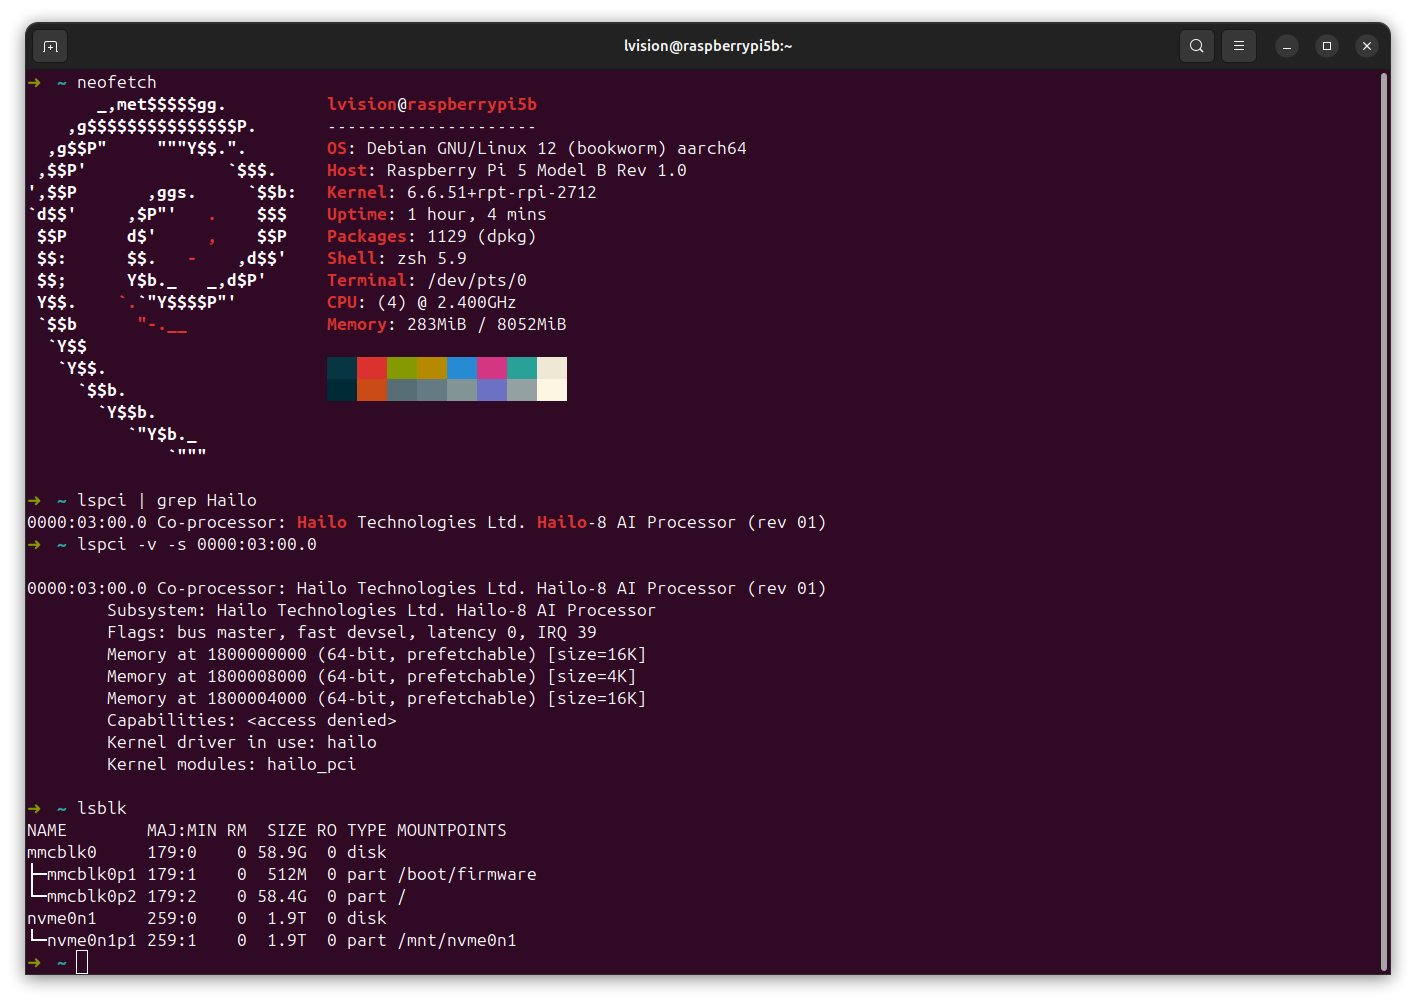 lvision@raspberrypi5b:~
➜  ~ neofetch
       _,met$$$$$gg.          lvision@raspberrypi5b
    ,g$$$$$$$$$$$$$$$P.       ---------------------
  ,g$$P"     """Y$$.".        OS: Debian GNU/Linux 12 (bookworm) aarch64
 ,$$P'              `$$$.     Host: Raspberry Pi 5 Model B Rev 1.0
',$$P       ,ggs.     `$$b:   Kernel: 6.6.51+rpt-rpi-2712
`d$$'     ,$P"'   .    $$$    Uptime: 1 hour, 4 mins
 $$P      d$'     ,    $$P    Packages: 1129 (dpkg)
 $$:      $$.   -    ,d$$'    Shell: zsh 5.9
 $$;      Y$b._   _,d$P'      Terminal: /dev/pts/0
 Y$$.    `.`"Y$$$$P"'         CPU: (4) @ 2.400GHz
 `$$b      "-.__              Memory: 283MiB / 8052MiB
  `Y$$
   `Y$$.
     `$$b.
       `Y$$b.
          `"Y$b._
              `"""
➜  ~ lspci | grep Hailo
0000:03:00.0 Co-processor: Hailo Technologies Ltd. Hailo-8 AI Processor (rev 01)
➜  ~ lspci -v -s 0000:03:00.0
0000:03:00.0 Co-processor: Hailo Technologies Ltd. Hailo-8 AI Processor (rev 01)
        Subsystem: Hailo Technologies Ltd. Hailo-8 AI Processor
        Flags: bus master, fast devsel, latency 0, IRQ 39
        Memory at 1800000000 (64-bit, prefetchable) [size=16K]
        Memory at 1800008000 (64-bit, prefetchable) [size=4K]
        Memory at 1800004000 (64-bit, prefetchable) [size=16K]
        Capabilities: <access denied>
        Kernel driver in use: hailo
        Kernel modules: hailo_pci
➜  ~ lsblk
NAME        MAJ:MIN RM  SIZE RO TYPE MOUNTPOINTS
mmcblk0     179:0    0 58.9G  0 disk
├─mmcblk0p1 179:1    0  512M  0 part /boot/firmware
└─mmcblk0p2 179:2    0 58.4G  0 part /
nvme0n1     259:0    0  1.9T  0 disk
└─nvme0n1p1 259:1    0  1.9T  0 part /mnt/nvme0n1
➜  ~